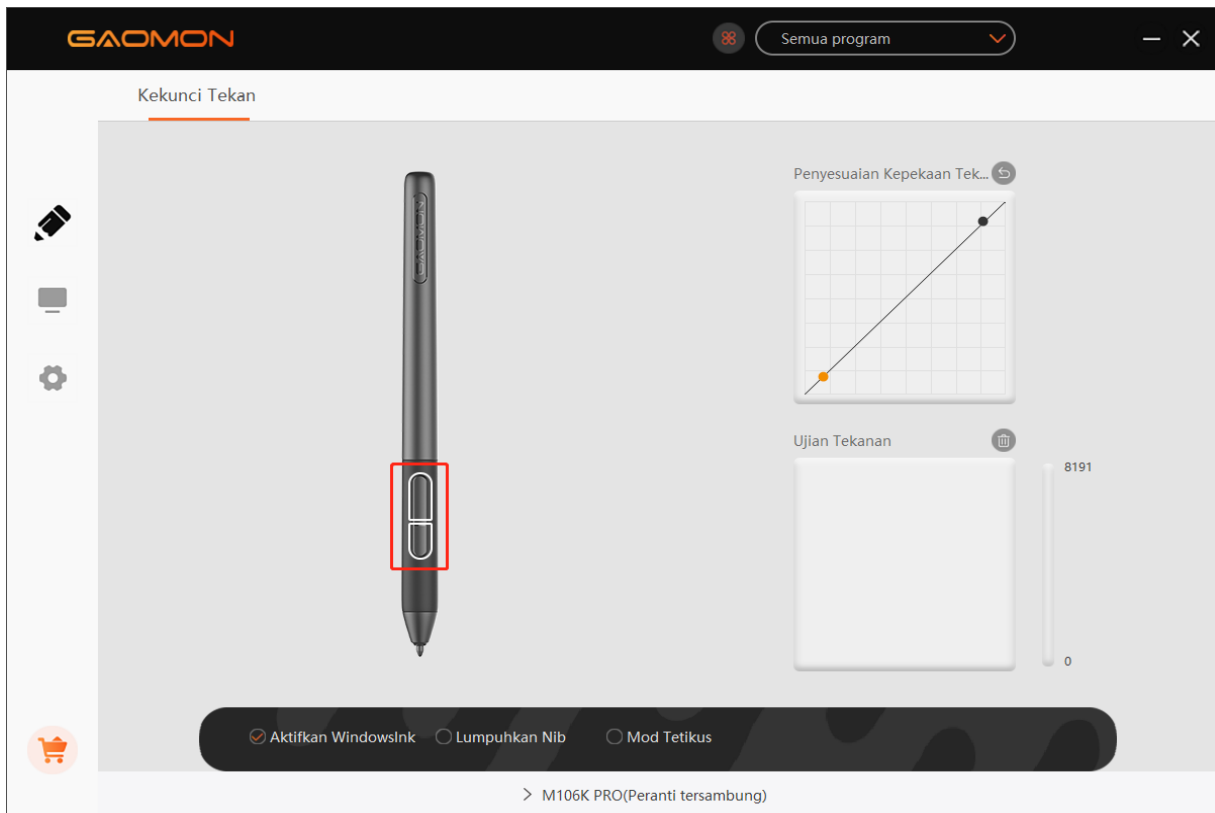 GAOMON
Semua program
Kekunci Tekan
Penyesuaian Kepekaan Tek...
GAOMON
Ujian Tekanan
8191
0
Aktifkan WindowsInk
Lumpuhkan Nib
Mod Tetikus
M106K PRO(Peranti tersambung)